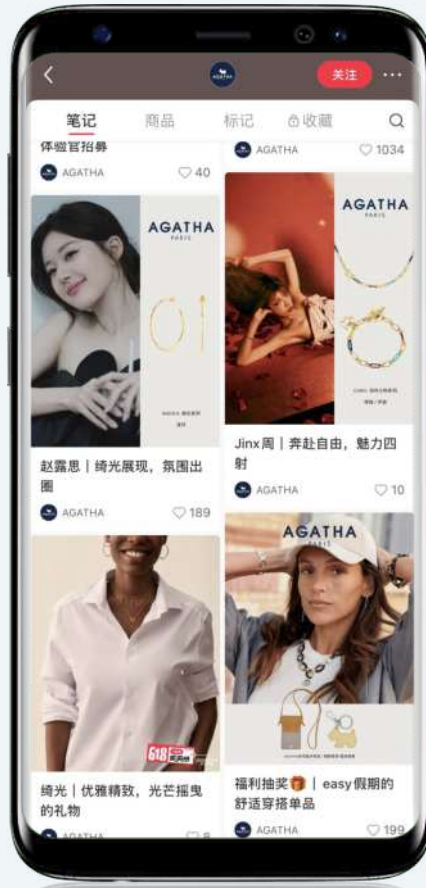 AGATHA
关注
笔记
商品
标记
收藏
体验官招募
AGATHA
40
AGATHA
PARIS
赵露思｜绮光展现，氛围出
圈
AGATHA
189
618
绮光｜优雅精致，光芒摇曳
的礼物
AGATHA
8
AGATHA
1034
AGATHA
PARIS
Jinx周｜奔赴自由，魅力四
射
AGATHA
10
AGATHA
PARIS
福利抽奖｜easy假期的
舒适穿搭单品
AGATHA
199